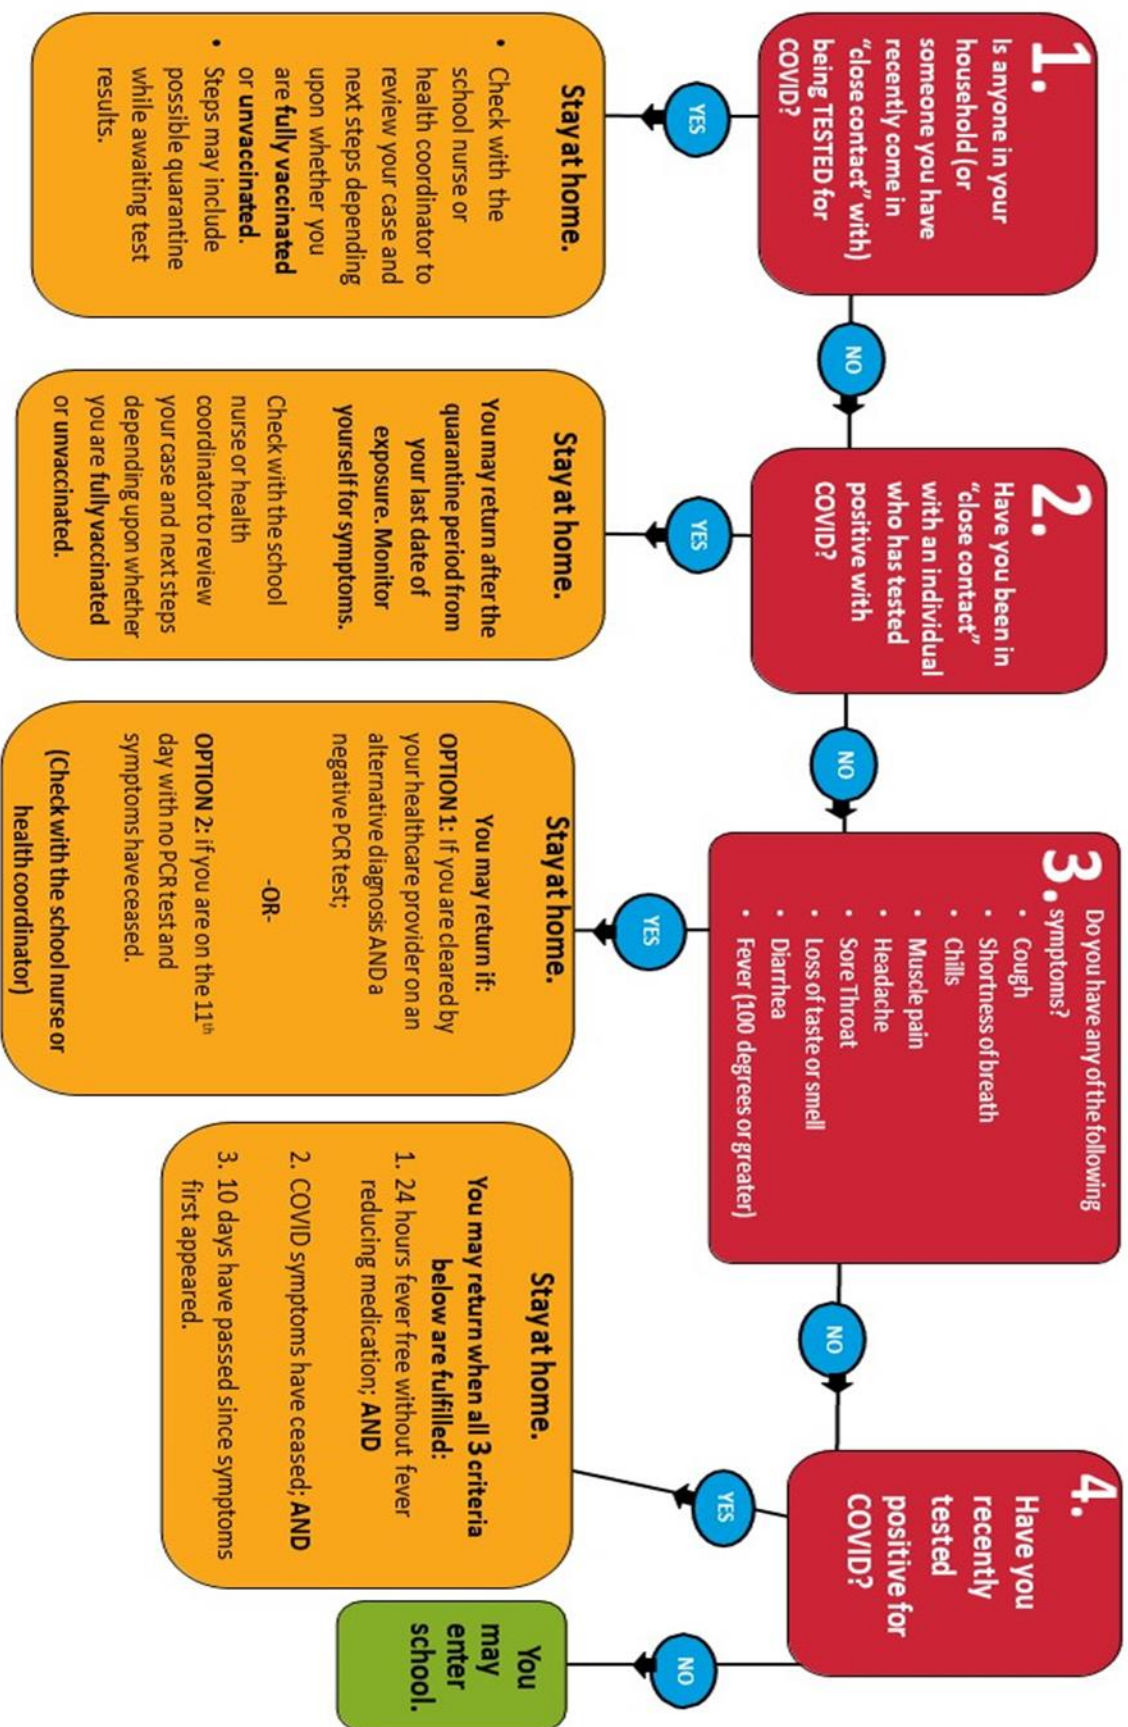 1.
Is anyone in your
household (or
someone you have
recently come in
“close contact” with)
being TESTED for
COVID?
NO
YES
Stay at home.
• Check with the
school nurse or
health coordinator to
review your case and
next steps depending
upon whether you
are fully vaccinated
or unvaccinated.
• Steps may include
possible quarantine
while awaiting test
results.
2.
Have you been in
“close contact”
with an individual
who has tested
positive with
COVID?
NO
YES
Stay at home.
You may return after the
quarantine period from
your last date of
exposure. Monitor
yourself for symptoms.
Check with the school
nurse or health
coordinator to review
your case and next steps
depending upon whether
you are fully vaccinated
or unvaccinated.
3.
Do you have any of the following
symptoms?
• Cough
• Shortness of breath
• Chills
• Muscle pain
• Headache
• Sore Throat
• Loss of taste or smell
• Diarrhea
• Fever (100 degrees or greater)
NO
YES
Stay at home.
You may return if:
OPTION 1: If you are cleared by
your healthcare provider on an
alternative diagnosis AND a
negative PCR test;
-OR-
OPTION 2: if you are on the 11th
day with no PCR test and
symptoms have ceased.
(Check with the school nurse or
health coordinator)
4.
Have you
recently
tested
positive for
COVID?
YES
Stay at home.
You may return when all 3 criteria
below are fulfilled:
1. 24 hours fever free without fever
reducing medication; AND
2. COVID symptoms have ceased; AND
3. 10 days have passed since symptoms
first appeared.
NO
You
may
enter
school.